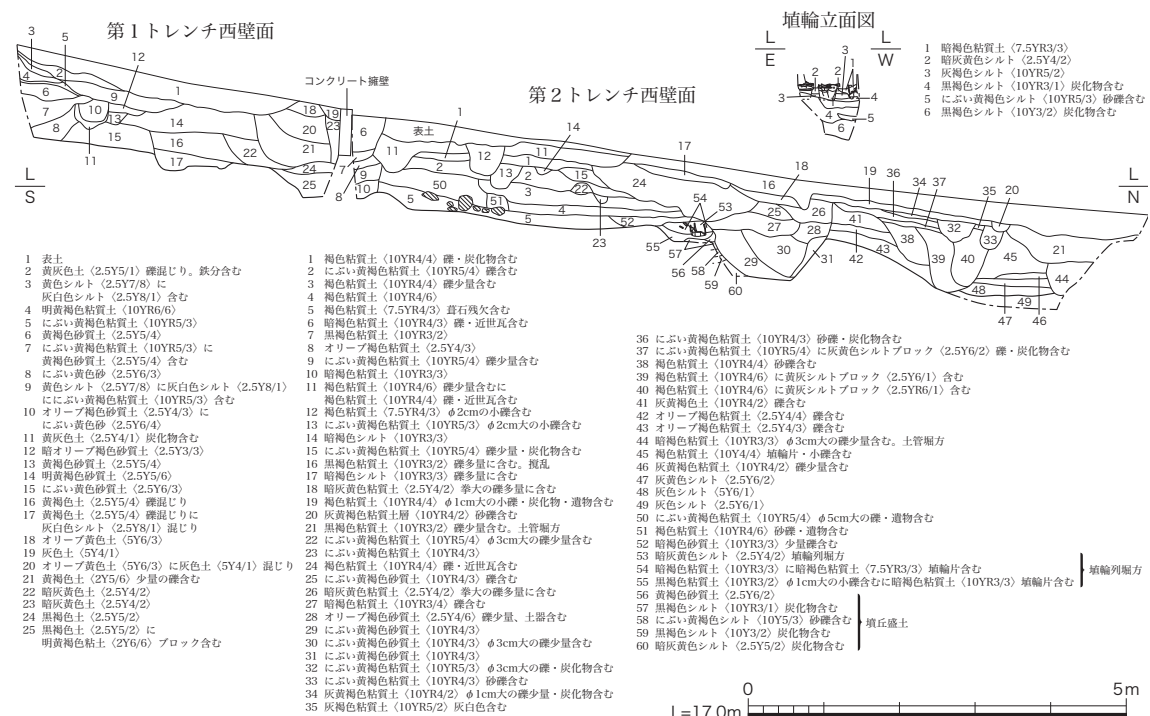 第１トレンチ西壁面
埴輪立面図
L
E
L
W
コンクリート擁壁
第２トレンチ西壁面
表土
L
S
L
N
1 暗褐色粘質土〈7.5YR3/3〉
2 暗灰黄色シルト〈2.5Y4/2〉
3 灰褐色シルト〈10YR5/2〉
4 黒褐色シルト〈10YR3/1〉炭化物含む
5 にぶい黄褐色シルト〈10YR5/3〉砂礫含む
6 黒褐色シルト〈10Y3/2〉炭化物含む
1 表土
2 黄灰色土〈2.5Y5/1〉礫混じり。鉄分含む
3 黄色シルト〈2.5Y7/8〉に
灰白色シルト〈2.5Y8/1〉含む
4 明黄褐色粘質土〈10YR6/6〉
5 にぶい黄褐色粘質土〈10YR5/3〉
6 黄褐色砂質土〈2.5Y5/4〉
7 にぶい黄褐色粘質土〈10YR5/3〉に
黄褐色砂質土〈2.5Y5/4〉含む
8 にぶい黄色砂〈2.5Y6/3〉
9 黄色シルト〈2.5Y7/8〉に灰白色シルト〈2.5Y8/1〉
ににぶい黄褐色粘質土〈10YR5/3〉含む
10 オリーブ褐色砂質土〈2.5Y4/3〉に
にぶい黄色砂〈2.5Y6/4〉
11 黄灰色土〈2.5Y4/1〉炭化物含む
12 暗オリーブ褐色砂質土〈2.5Y3/3〉
13 黄褐色砂質土〈2.5Y5/4〉
14 明黄褐色砂質土〈2.5Y5/6〉
15 にぶい黄色砂質土〈2.5Y6/3〉
16 黄褐色土〈2.5Y5/4〉礫混じり
17 黄褐色土〈2.5Y5/4〉礫混じりに
灰白色シルト〈2.5Y8/1〉混じり
18 オリーブ黄色土〈5Y6/3〉
19 灰色土〈5Y4/1〉
20 オリーブ黄色土〈5Y6/3〉に灰色土〈5Y4/1〉混じり
21 黄褐色土〈2Y5/6〉少量の礫含む
22 暗灰黄色土〈2.5Y4/2〉
23 暗灰黄色土〈2.5Y4/2〉
24 黒褐色土〈2.5Y5/2〉
25 黒褐色土〈2.5Y5/2〉に
明黄褐色粘土〈2Y6/6〉ブロック含む
1 褐色粘質土〈10YR4/4〉礫・炭化物含む
2 にぶい黄褐色粘質土〈10YR5/4〉礫含む
3 褐色粘質土〈10YR4/4〉礫少量含む
4 褐色粘質土〈10YR4/6〉
5 褐色粘質土〈7.5YR4/3〉葺石残欠含む
6 暗褐色粘質土〈10YR4/3〉礫・近世瓦含む
7 黒褐色粘質土〈10YR3/2〉
8 オリーブ褐色粘質土〈2.5Y4/3〉
9 にぶい黄褐色粘質土〈10YR5/4〉礫少量含む
10 暗褐色粘質土〈10YR3/3〉
11 褐色粘質土〈10YR4/6〉礫少量含むに
褐色粘質土〈10YR4/4〉礫・近世瓦含む
12 褐色粘質土〈7.5YR4/3〉φ2cmの小礫含む
13 にぶい黄褐色粘質土〈10YR5/3〉φ2cm大の小礫含む
14 暗褐色シルト〈10YR3/3〉
15 にぶい黄褐色粘質土〈10YR5/4〉礫少量・炭化物含む
16 黒褐色粘質土〈10YR3/2〉礫多量に含む。撹乱
17 暗褐色シルト〈10YR3/3〉礫多量に含む
18 暗灰黄色粘質土〈2.5Y4/2〉拳大の礫多量に含む
19 褐色粘質土〈10YR4/4〉φ1cm大の小礫・炭化物・遺物含む
20 灰黄褐粘質土層〈10YR4/2〉砂礫含む
21 黒褐色粘質土〈10YR3/2〉礫少量含む。土管堀方
22 にぶい黄褐色粘質土〈10YR5/4〉φ3cm大の礫少量含む
23 にぶい黄褐色粘質土〈10YR4/3〉
24 褐色粘質土〈10YR4/4〉礫・近世瓦含む
25 にぶい黄褐色砂質土〈10YR4/3〉礫含む
26 暗灰黄色砂質土〈2.5Y4/2〉拳大の礫多量に含む
27 暗褐色粘質土〈10YR3/4〉礫含む
28 オリーブ褐色砂質土〈2.5Y4/6〉礫少量、土器含む
29 にぶい黄褐色砂質土〈10YR4/3〉
30 にぶい黄褐色砂質土〈10YR4/3〉φ3cm大の礫少量含む
31 にぶい黄褐色砂質土〈10YR4/3〉
32 にぶい黄褐色粘質土〈10YR5/3〉φ3cm大の礫・炭化物含む
33 にぶい黄褐色粘質土〈10YR4/3〉砂礫含む
34 灰黄褐色粘質土〈10YR4/2〉φ1cm大の礫少量・炭化物含む
35 灰褐色粘質土〈10YR5/2〉灰白色含む
36 にぶい黄褐色粘質土〈10YR4/3〉砂礫・炭化物含む
37 にぶい黄褐色粘質土〈10YR5/4〉に灰黄色シルトブロック〈2.5Y6/2〉礫・炭化物含む
38 褐色粘質土〈10YR4/4〉砂礫含む
39 褐色粘質土〈10YR4/6〉に黄灰シルトブロック〈2.5Y6/1〉含む
40 褐色粘質土〈10YR4/6〉に黄灰シルトブロック〈2.5YR6/1〉含む
41 灰黄褐色土〈10YR4/2〉礫含む
42 オリーブ褐色粘質土〈2.5Y4/4〉礫含む
43 オリーブ褐色粘質土〈2.5Y4/3〉礫含む
44 暗褐色粘質土〈10YR3/3〉φ3cm大の礫少量含む。土管堀方
45 褐色粘質土〈10Y4/4〉埴輪片・小礫含む
46 灰黄褐色粘質土〈10YR4/2〉礫少量含む
47 灰黄色シルト〈2.5Y6/2〉
48 灰色シルト〈5Y6/1〉
49 灰色シルト〈2.5Y6/1〉
50 にぶい黄褐色粘質土〈10YR5/4〉φ5cm大の礫・遺物含む
51 褐色粘質土〈10YR4/6〉砂礫・遺物含む
52 暗褐色砂質土〈10YR3/3〉少量礫含む
53 暗灰黄色シルト〈2.5Y4/2〉埴輪列堀方
54 暗褐色粘質土〈10YR3/3〉に暗褐色粘質土〈7.5YR3/3〉埴輪片含む
55 黒褐色粘質土〈10YR3/2〉φ1cm大の小礫含むに暗褐色粘質土〈10YR3/3〉埴輪片含む
埴輪列堀方
56 黄褐色砂質土〈2.5Y6/2〉
57 黒褐色シルト〈10YR3/1〉炭化物含む
58 にぶい黄褐色シルト〈10Y5/3〉砂礫含む
59 黒褐色シルト〈10Y3/2〉炭化物含む
60 暗灰黄色シルト〈2.5Y5/2〉炭化物含む
墳丘盛土
0 5m
L=17.0m